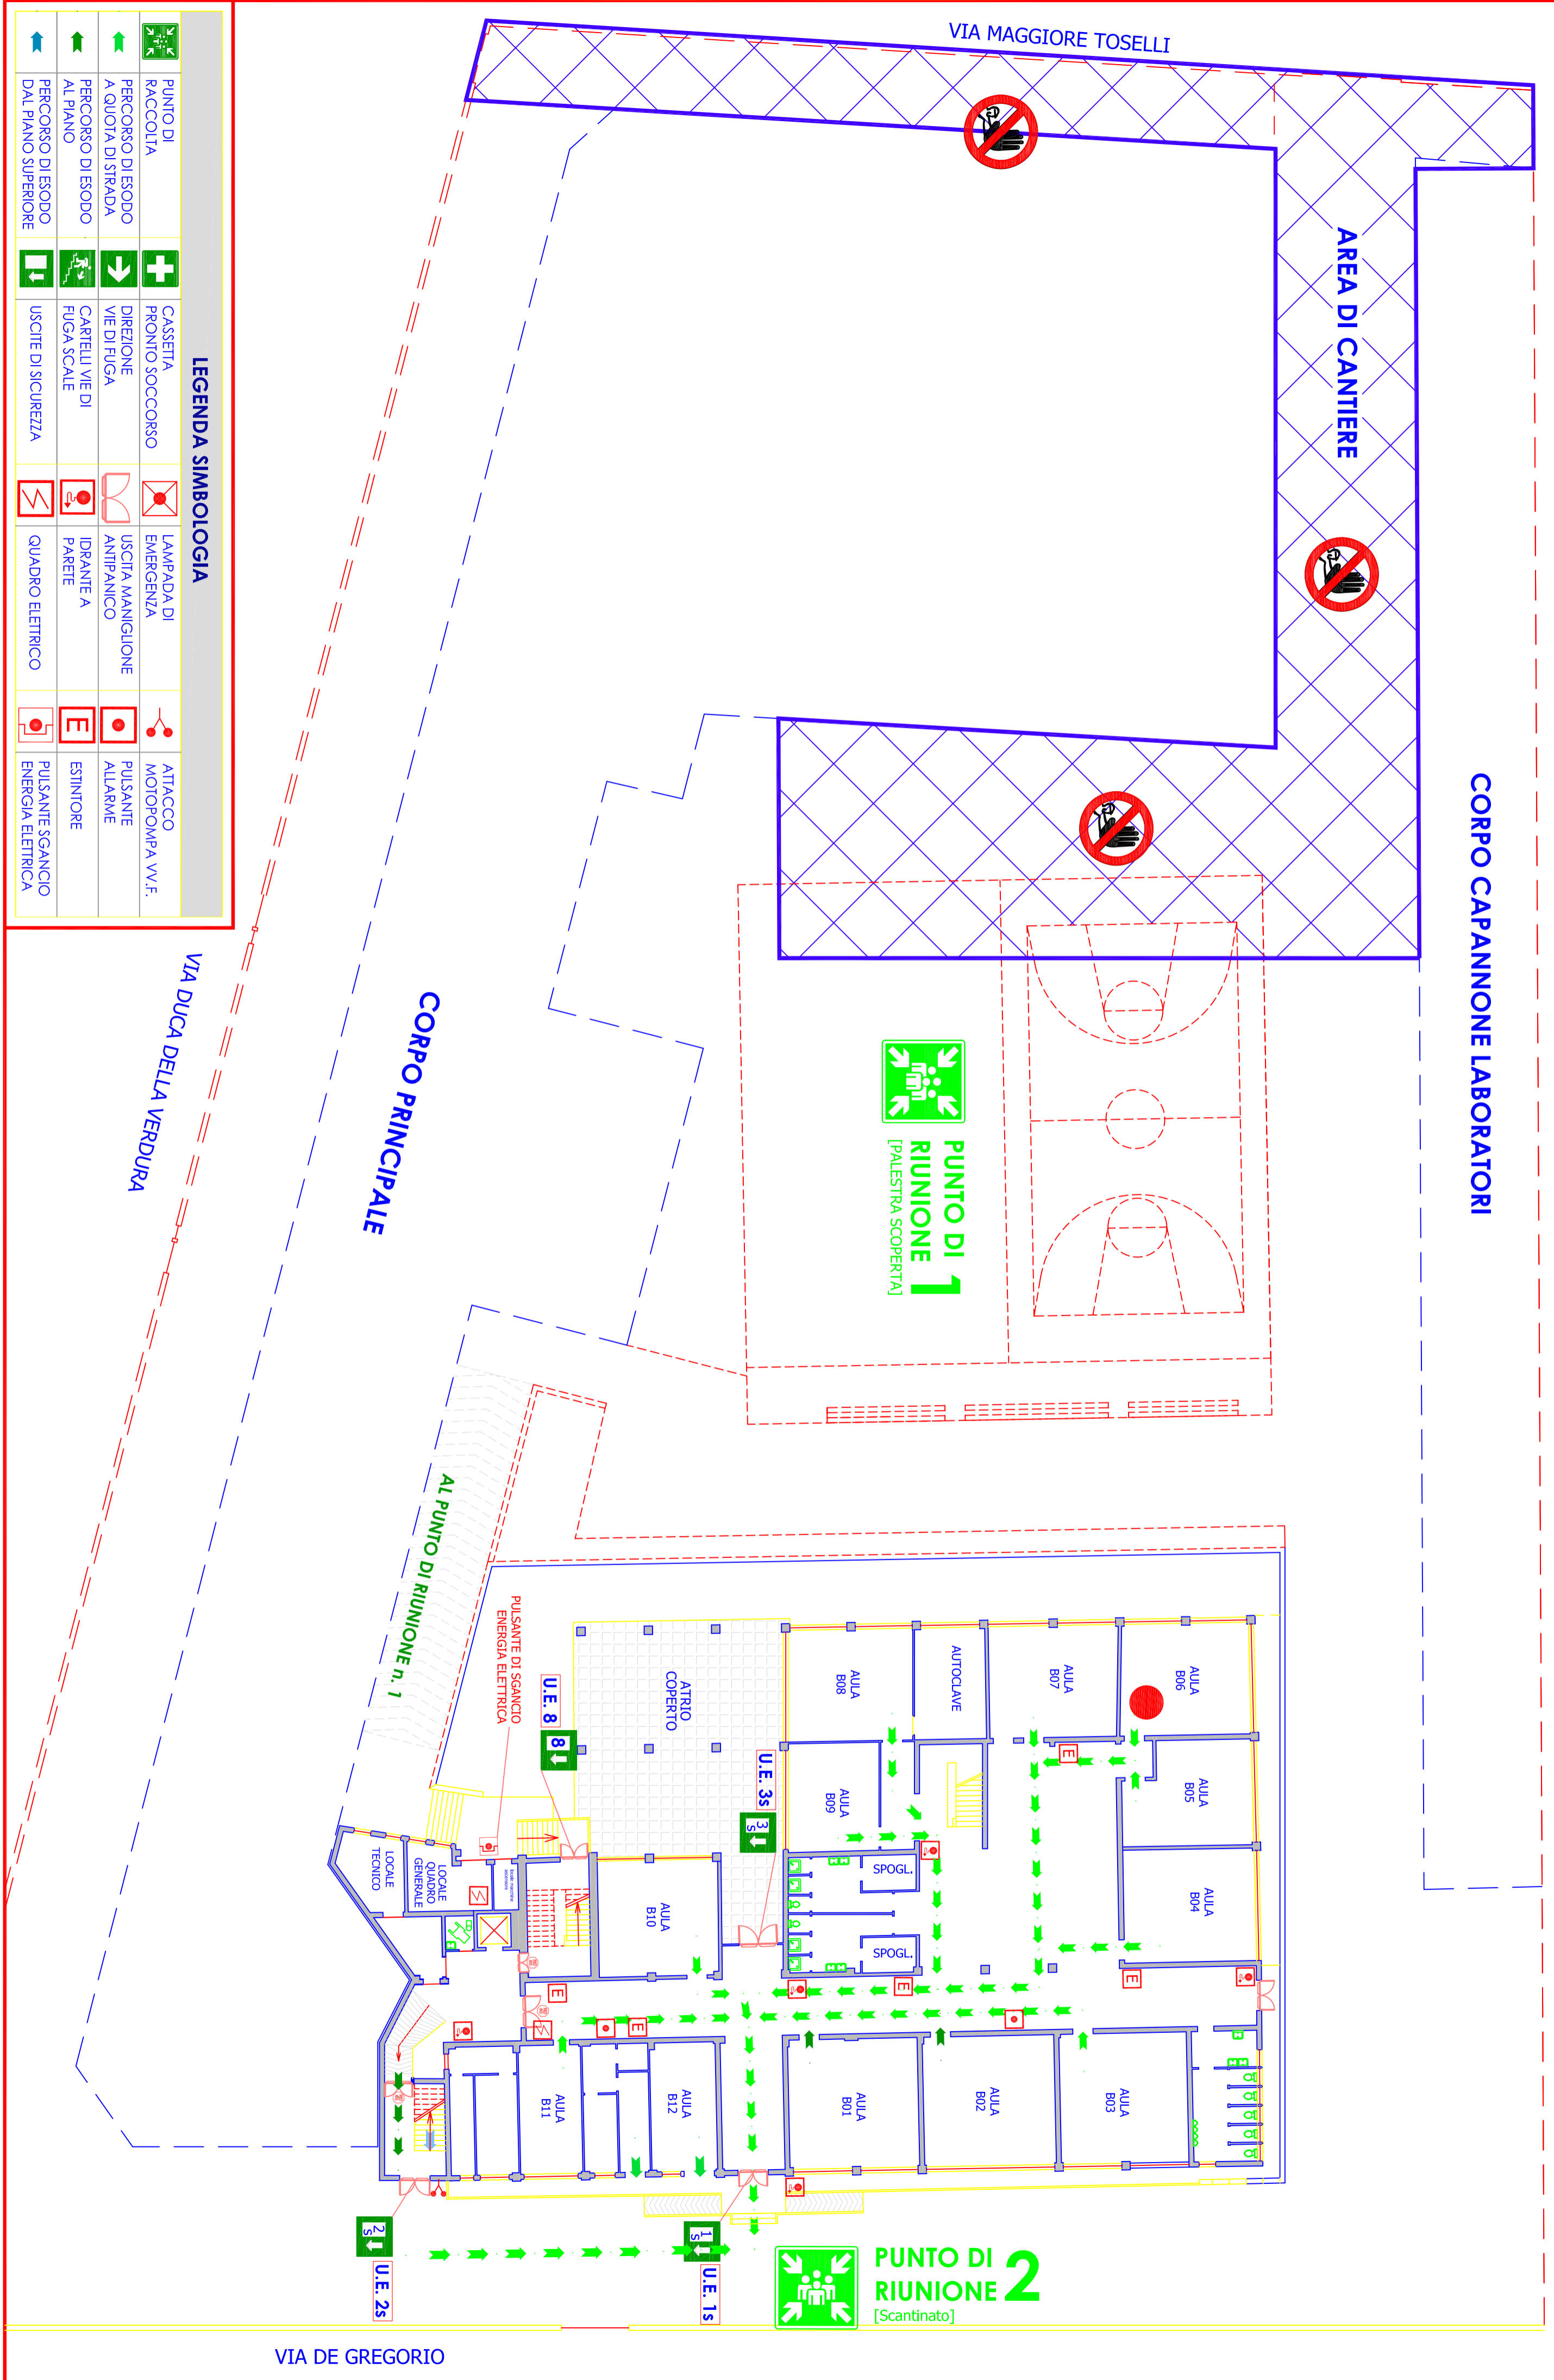 VIA MAGGIORE TOSELLI
AREA DI CANTIERE
CORPO CAPANNONE LABORATORI
LEGENDA SIMBOLOGIA
PUNTO DI
RACCOLTA
CASSETTA
PRONTO SOCCORSO
LAMPADA DI
EMERGENZA
ATTACCO
MOTOPOMPA VV.F.
PERCORSO DI ESODO
A QUOTA DI STRADA
DIREZIONE
VIE DI FUGA
USCITA MANIGLIONE
ANTIPANICO
PULSANTE
ALLARME
PERCORSO DI ESODO
AL PIANO
CARTELLI VIE DI
FUGA SCALE
IDRANTE A
PARETE
E
ESTINTORE
PERCORSO DI ESODO
DAL PIANO SUPERIORE
USCITE DI SICUREZZA
QUADRO ELETTRICO
PULSANTE SGANCIO
ENERGIA ELETTRICA
VIA DUCA DELLA VERDURA
CORPO PRINCIPALE
PUNTO DI
RIUNIONE 1
[PALESTRA SCOPERTA]
AL PUNTO DI RIUNIONE n. 1
PULSANTE DI SGANCIO
ENERGIA ELETTRICA
U.E. 8
8
ATRIO
COPERTO
U.E. 3s
3
s
AULA
B08
AUTOCLAVE
AULA
B07
AULA
B06
AULA
B09
AULA
B05
E
SPOGL.
AULA
B04
LOCALE
TECNICO
LOCALE
QUADRO
GENERALE
AULA
B10
SPOGL.
E
E
E
E
AULA
B11
AULA
B12
AULA
B01
AULA
B02
AULA
B03
2
s
U.E. 2s
1
s
U.E. 1s
PUNTO DI
RIUNIONE 2
[Scantinato]
VIA DE GREGORIO